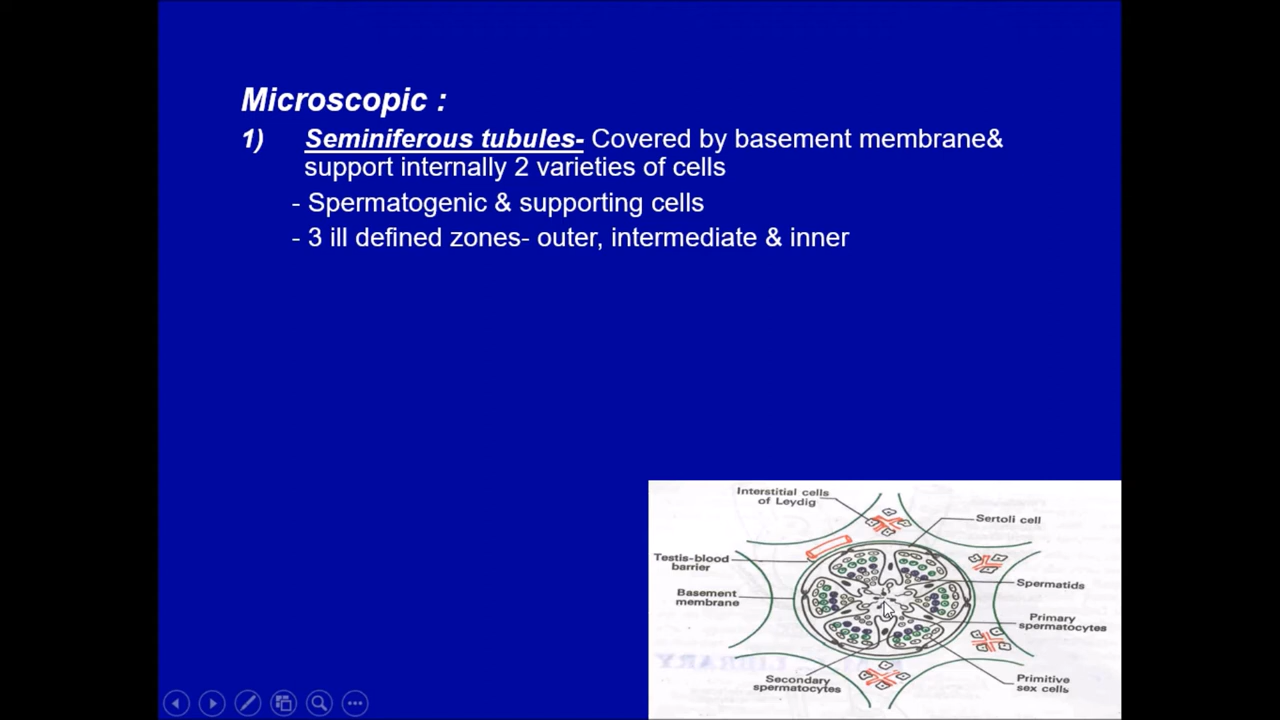 Microscopic :
1) Seminiferous tubules- Covered by basement membrane&
support internally 2 varieties of cells
- Spermatogenic & supporting cells
- 3 ill defined zones- outer, intermediate & inner
Interstitial cells
of Leydig
Sertoli cell
Testis-blood
barrier
Spermatids
Basement
membrane
Primary
spermatocytes
Secondary
spermatocytes
Primitive
sex cells
LIBRARY